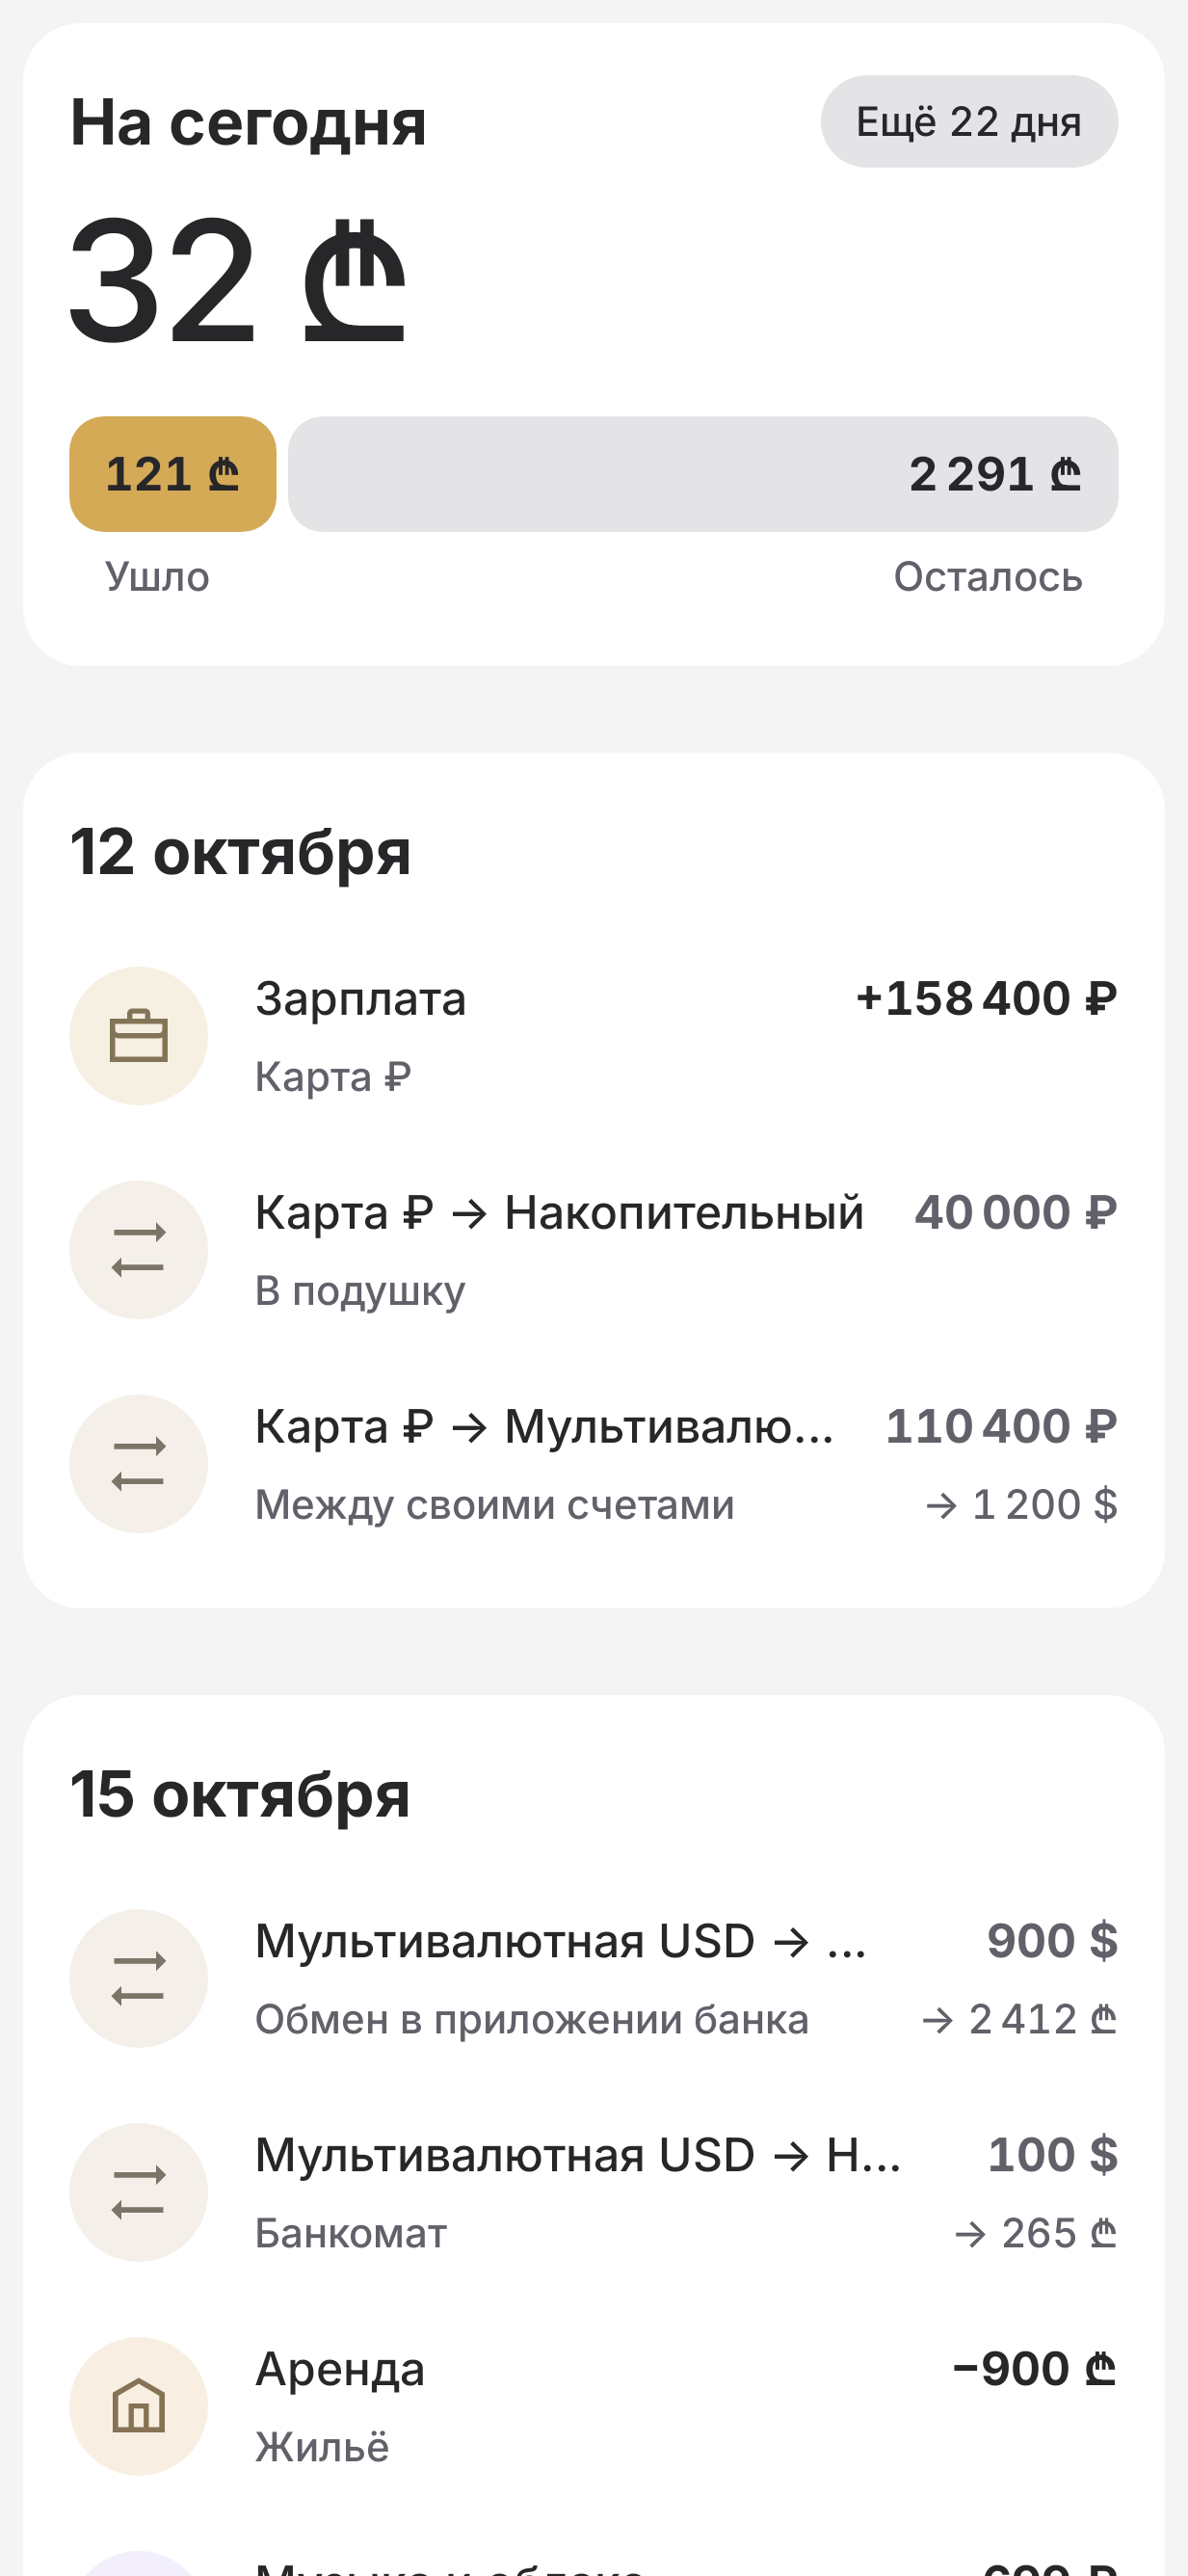 На сегодня
Ещё 22 дня
32 ₾
121 ₾
2 291 ₾
Ушло
Осталось
12 октября
Зарплата
+158 400 ₽
Карта ₽
Карта ₽ → Накопительный
40 000 ₽
В подушку
Карта ₽ → Мультивалю...
110 400 ₽
Между своими счетами
→ 1 200 $
15 октября
Мультивалютная USD → ...
900 $
Обмен в приложении банка
→ 2 412 ₾
Мультивалютная USD → Н...
100 $
Банкомат
→ 265 ₾
Аренда
−900 ₾
Жильё